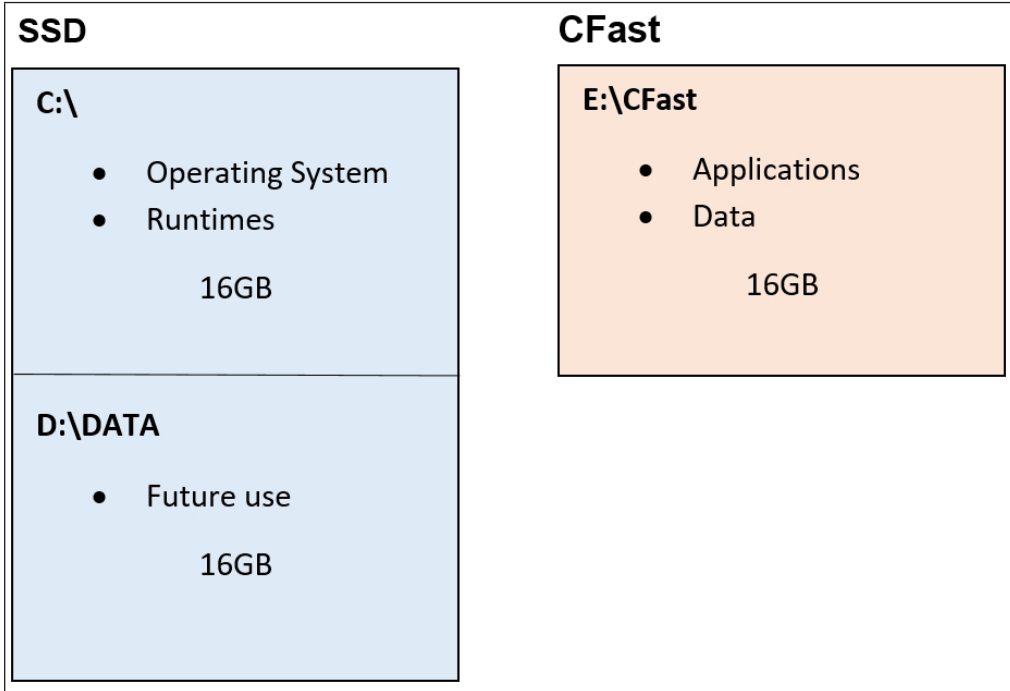 SSD
C:\
• Operating System
• Runtimes
16GB
D:\DATA
• Future use
16GB
CFast
E:\CFast
• Applications
• Data
16GB